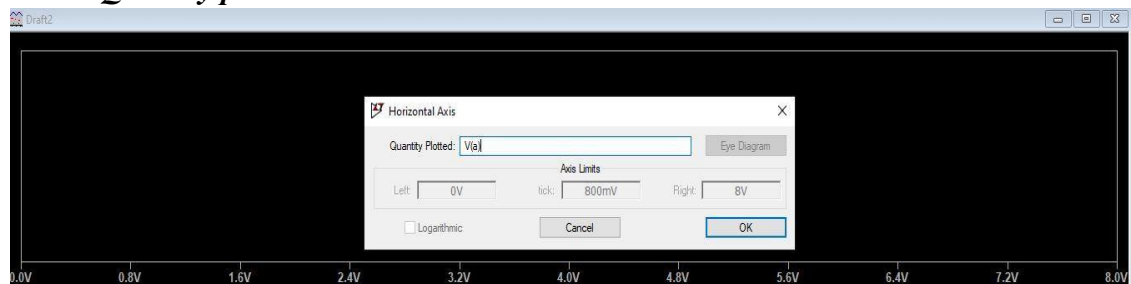 Draft2
Horizontal Axis
Quantity Plotted: V(a)
Eye Diagram
Axis Limits
Left: 0V tick: 800mV Right: 8V
Logarithmic Cancel OK
0.0V 0.8V 1.6V 2.4V 3.2V 4.0V 4.8V 5.6V 6.4V 7.2V 8.0V